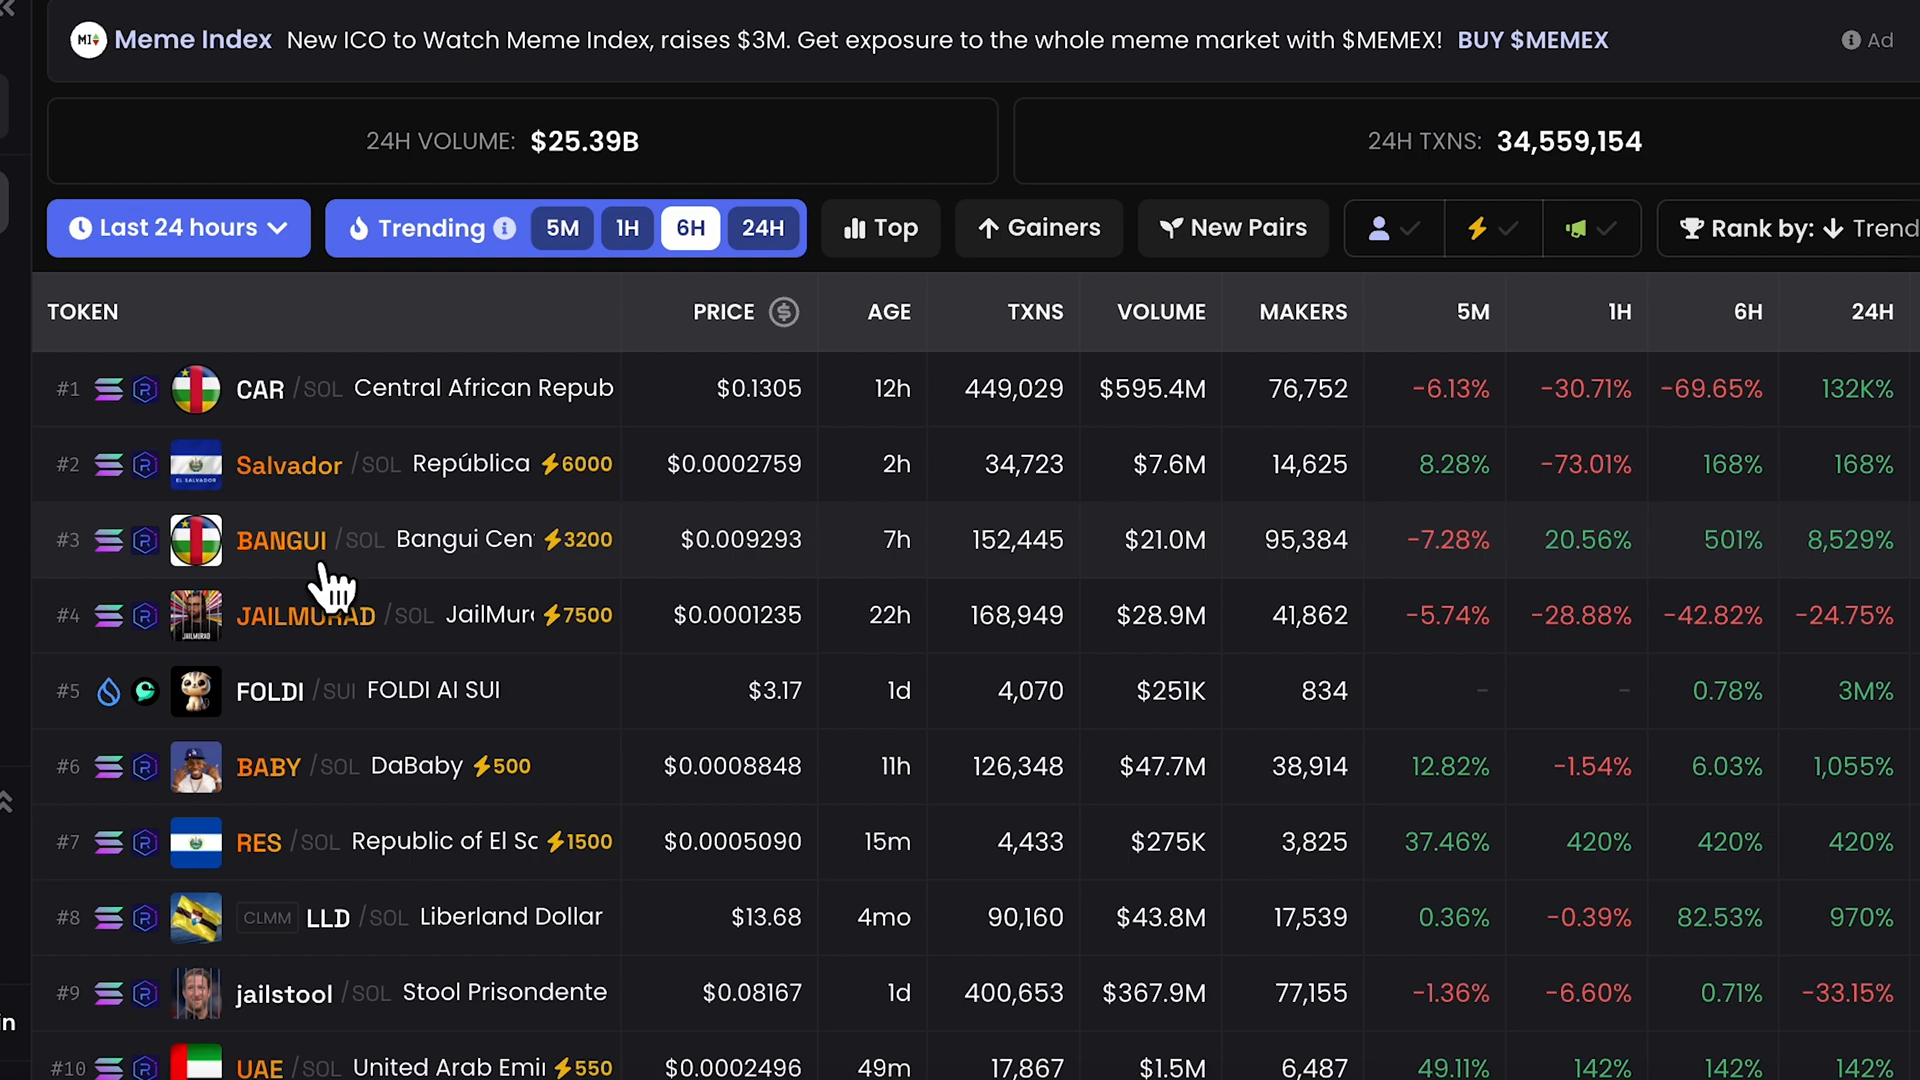 MI Meme Index New ICO to Watch Meme Index, raises $3M. Get exposure to the whole meme market with $MEMEX! BUY $MEMEX Ad
24H VOLUME: $25.39B 24H TXNS: 34,559,154
Last 24 hours Trending 5M 1H 6H 24H Top Gainers New Pairs Rank by: Trend
TOKEN PRICE AGE TXNS VOLUME MAKERS 5M 1H 6H 24H
#1 CAR /SOL Central African Repub $0.1305 12h 449,029 $595.4M 76,752 -6.13% -30.71% -69.65% 132K%
#2 EL SALVADOR Salvador /SOL República 6000 $0.0002759 2h 34,723 $7.6M 14,625 8.28% -73.01% 168% 168%
#3 BANGUI /SOL Bangui Cen 3200 $0.009293 7h 152,445 $21.0M 95,384 -7.28% 20.56% 501% 8,529%
#4 JAILMURAD JAILMURAD /SOL JailMur 7500 $0.0001235 22h 168,949 $28.9M 41,862 -5.74% -28.88% -42.82% -24.75%
#5 FOLDI /SUI FOLDI AI SUI $3.17 1d 4,070 $251K 834 - - 0.78% 3M%
#6 BABY /SOL DaBaby 500 $0.0008848 11h 126,348 $47.7M 38,914 12.82% -1.54% 6.03% 1,055%
#7 RES /SOL Republic of El Sc 1500 $0.0005090 15m 4,433 $275K 3,825 37.46% 420% 420% 420%
#8 CLMM LLD /SOL Liberland Dollar $13.68 4mo 90,160 $43.8M 17,539 0.36% -0.39% 82.53% 970%
#9 jailstool /SOL Stool Prisondente $0.08167 1d 400,653 $367.9M 77,155 -1.36% -6.60% 0.71% -33.15%
in
#10 UAE /SOL United Arab Emi 550 $0.0002496 49m 17,867 $1.5M 6,487 49.11% 142% 142% 142%